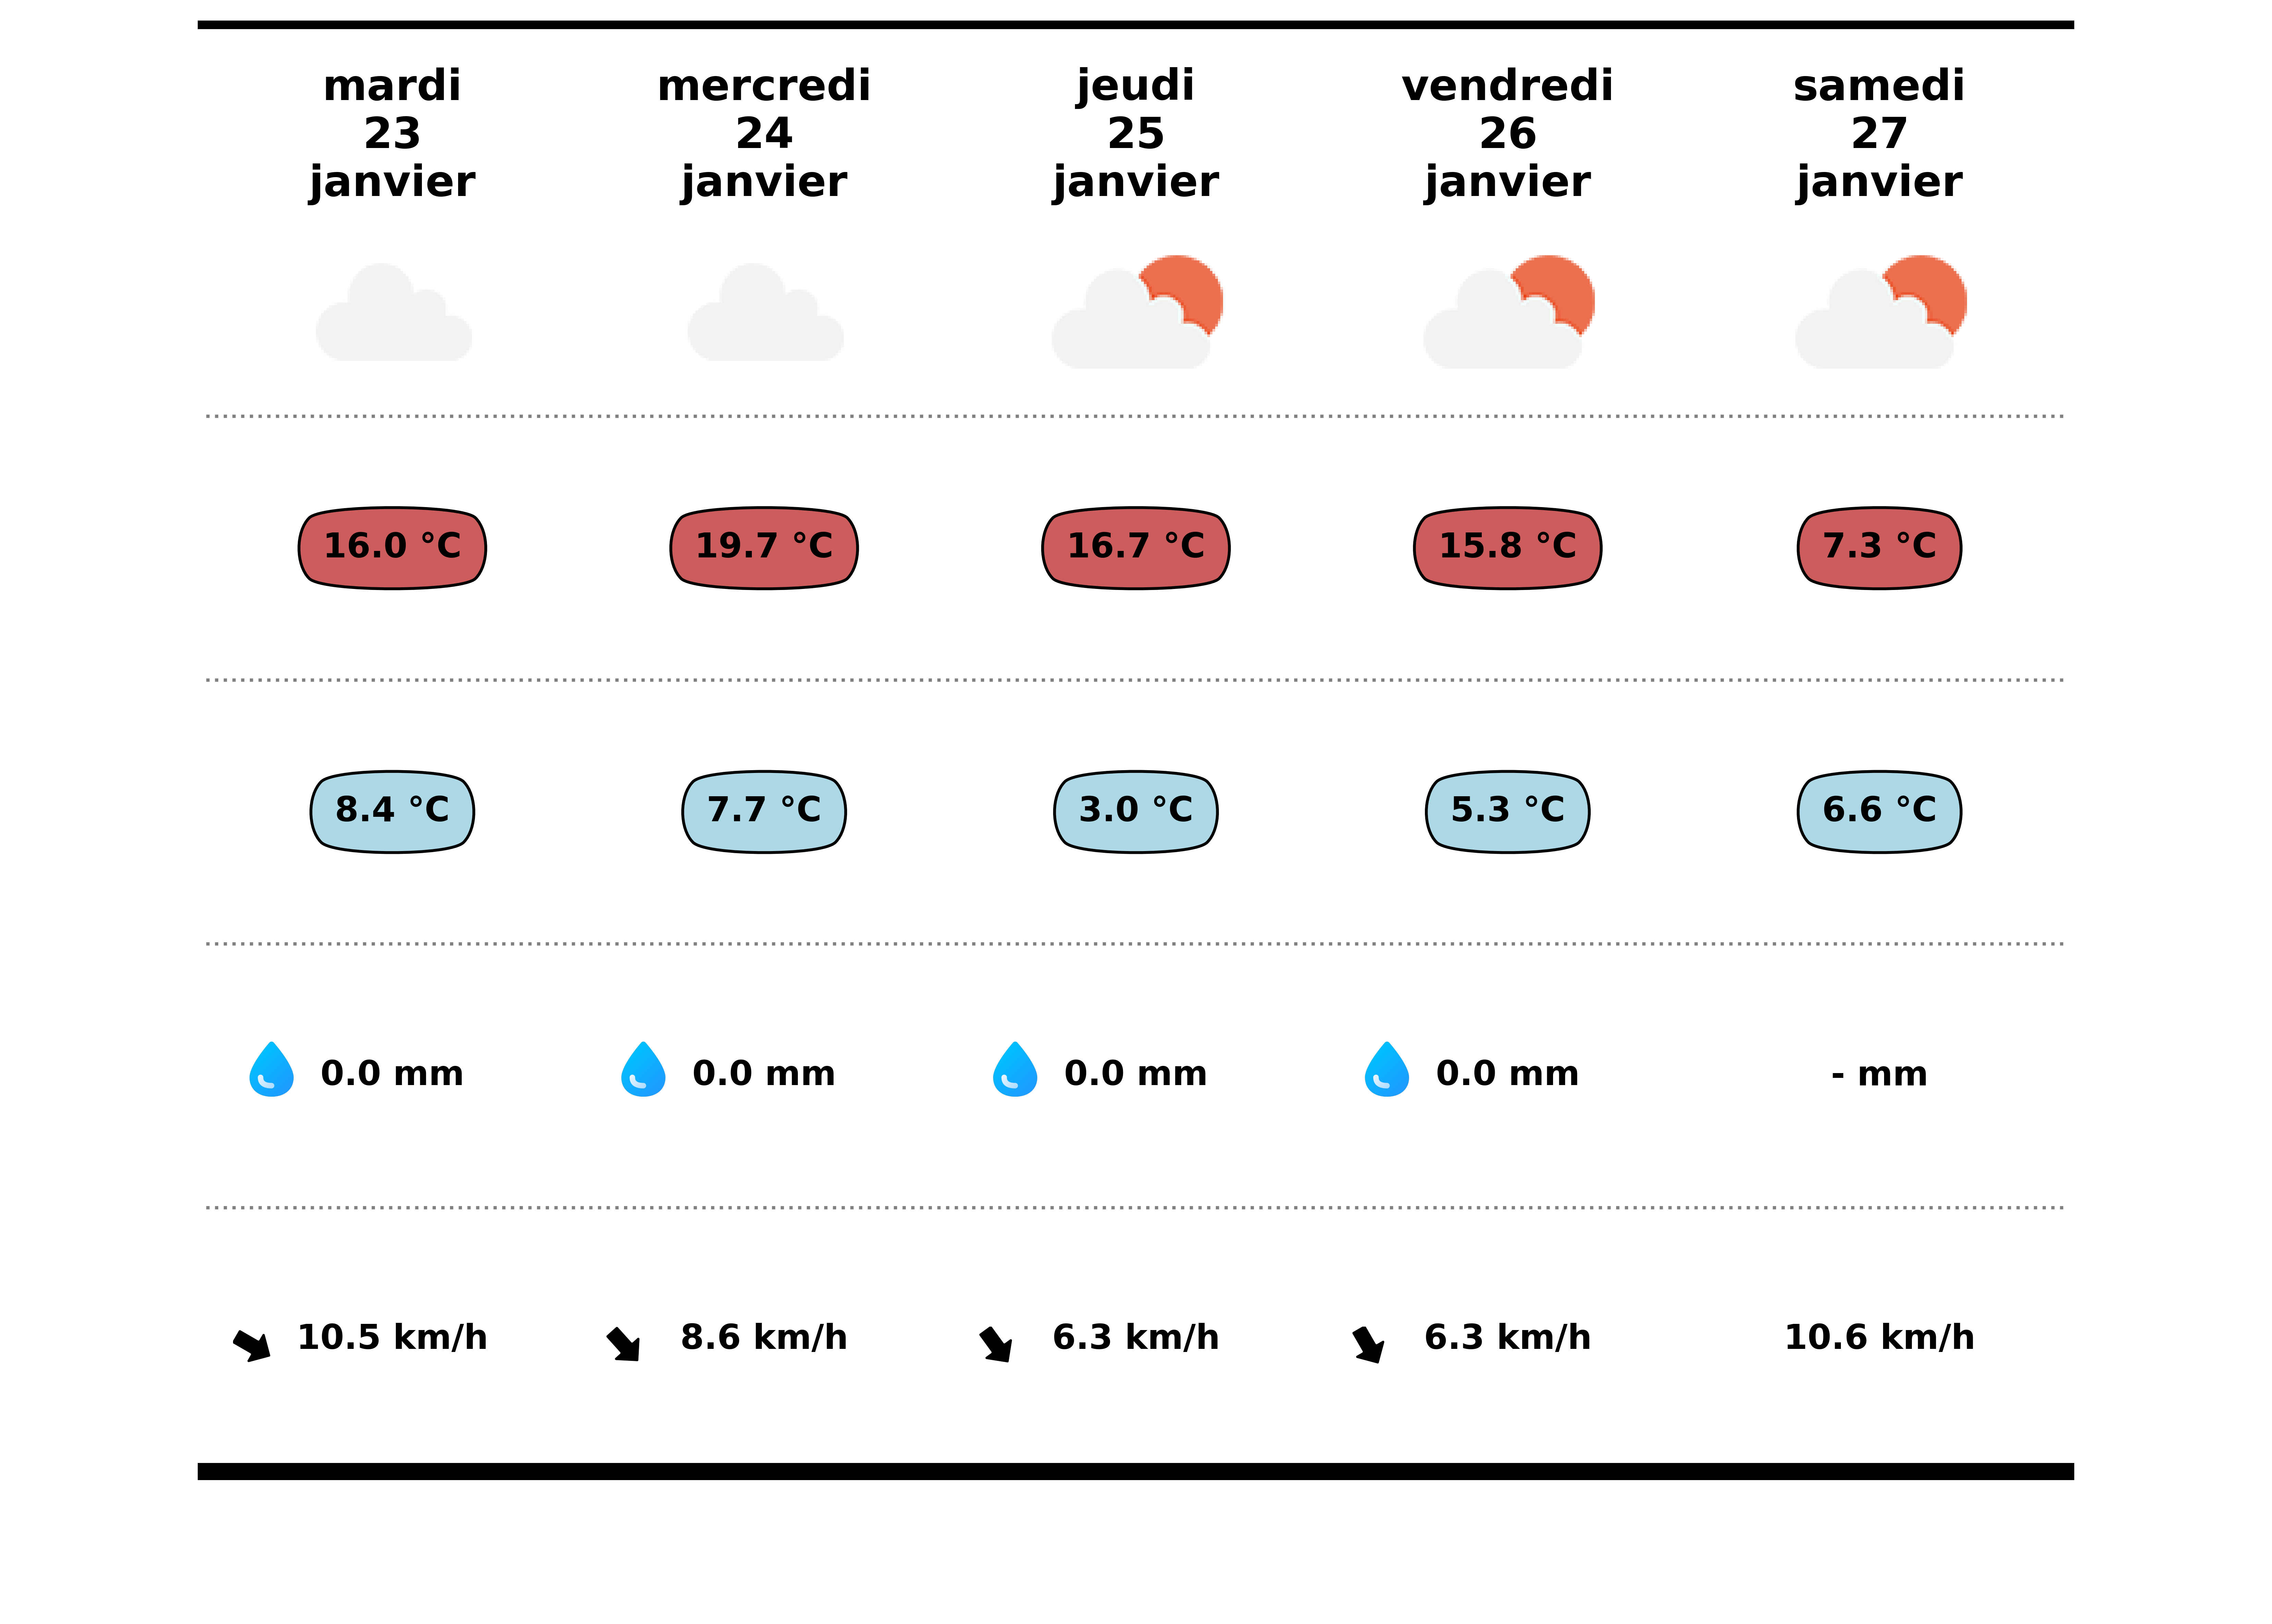 mardi
23
janvier
mercredi
24
janvier
jeudi
25
janvier
vendredi
26
janvier
samedi
27
janvier
16.0 °C
19.7 °C
16.7 °C
15.8 °C
7.3 °C
8.4 °C
7.7 °C
3.0 °C
5.3 °C
6.6 °C
0.0 mm
0.0 mm
0.0 mm
0.0 mm
- mm
10.5 km/h
8.6 km/h
6.3 km/h
6.3 km/h
10.6 km/h